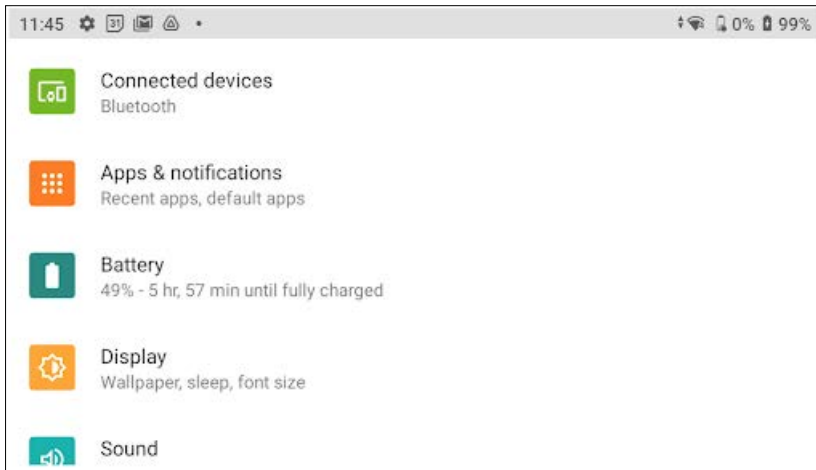 11:45 31 0% 99%
Connected devices
Bluetooth
Apps & notifications
Recent apps, default apps
Battery
49% - 5 hr, 57 min until fully charged
Display
Wallpaper, sleep, font size
Sound